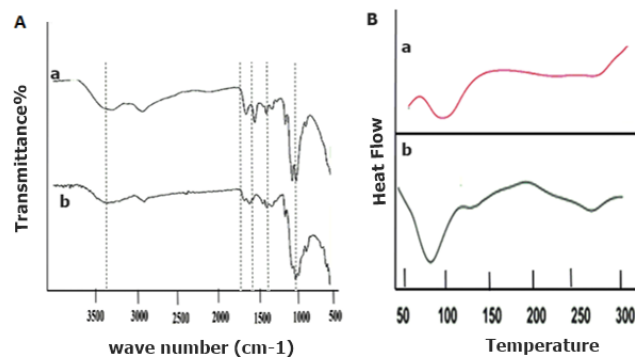 A
a
b
Transmittance%
3500 3000 2500 2000 1500 1000 500
wave number (cm-1)
B
a
b
Heat Flow
50 100 150 200 250 300
Temperature